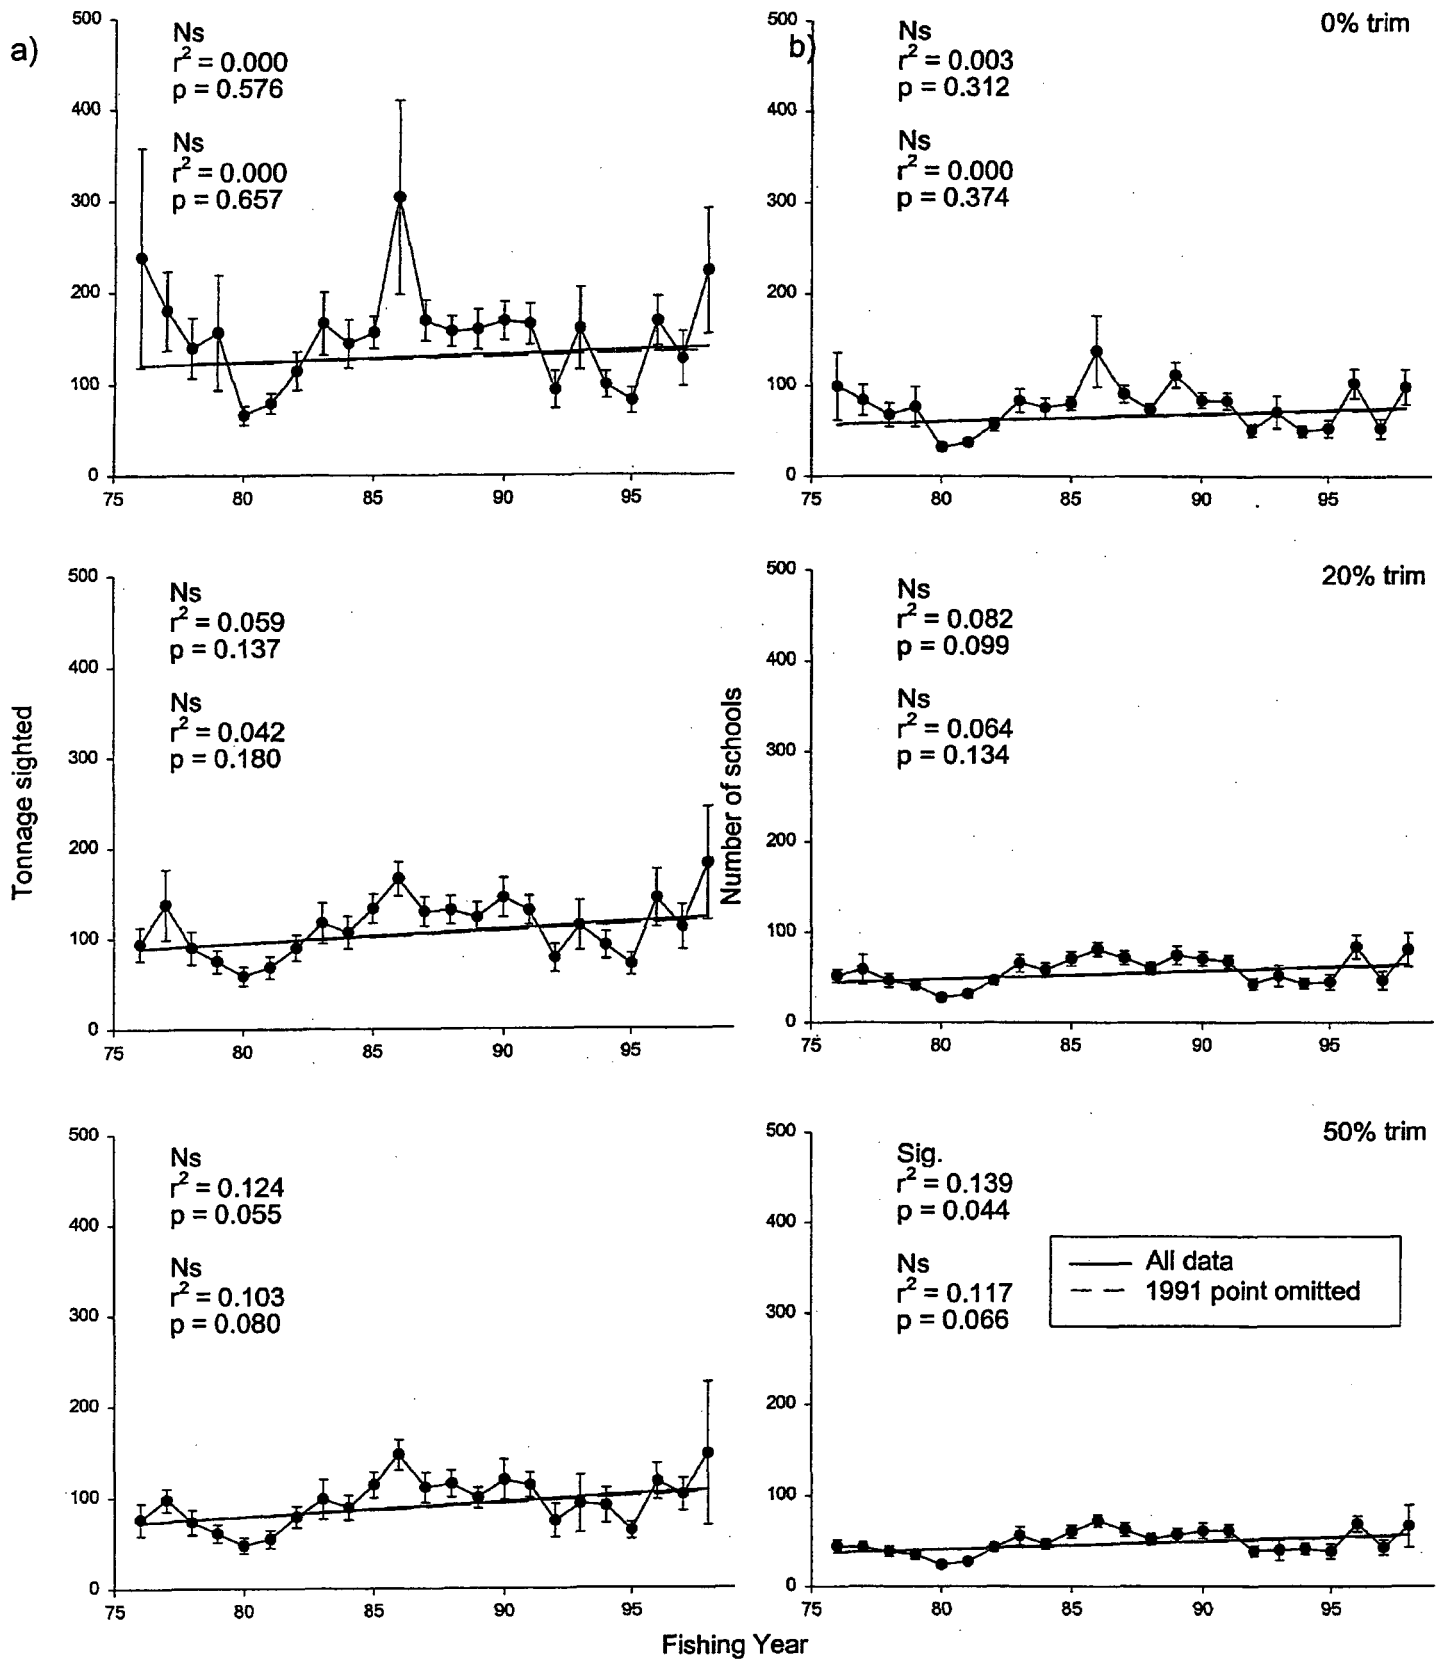 a)
Ns
r² = 0.000
p = 0.576
Ns
r² = 0.000
p = 0.657
500
400
300
200
100
0
75 80 85 90 95
b)
0% trim
Ns
r² = 0.003
p = 0.312
Ns
r² = 0.000
p = 0.374
500
400
300
200
100
0
75 80 85 90 95
Tonnage sighted
Ns
r² = 0.059
p = 0.137
Ns
r² = 0.042
p = 0.180
500
400
300
200
100
0
75 80 85 90 95
Number of schools
20% trim
Ns
r² = 0.082
p = 0.099
Ns
r² = 0.064
p = 0.134
500
400
300
200
100
0
75 80 85 90 95
Ns
r² = 0.124
p = 0.055
Ns
r² = 0.103
p = 0.080
500
400
300
200
100
0
75 80 85 90 95
50% trim
Sig.
r² = 0.139
p = 0.044
Ns
r² = 0.117
p = 0.066
All data
1991 point omitted
500
400
300
200
100
0
75 80 85 90 95
Fishing Year